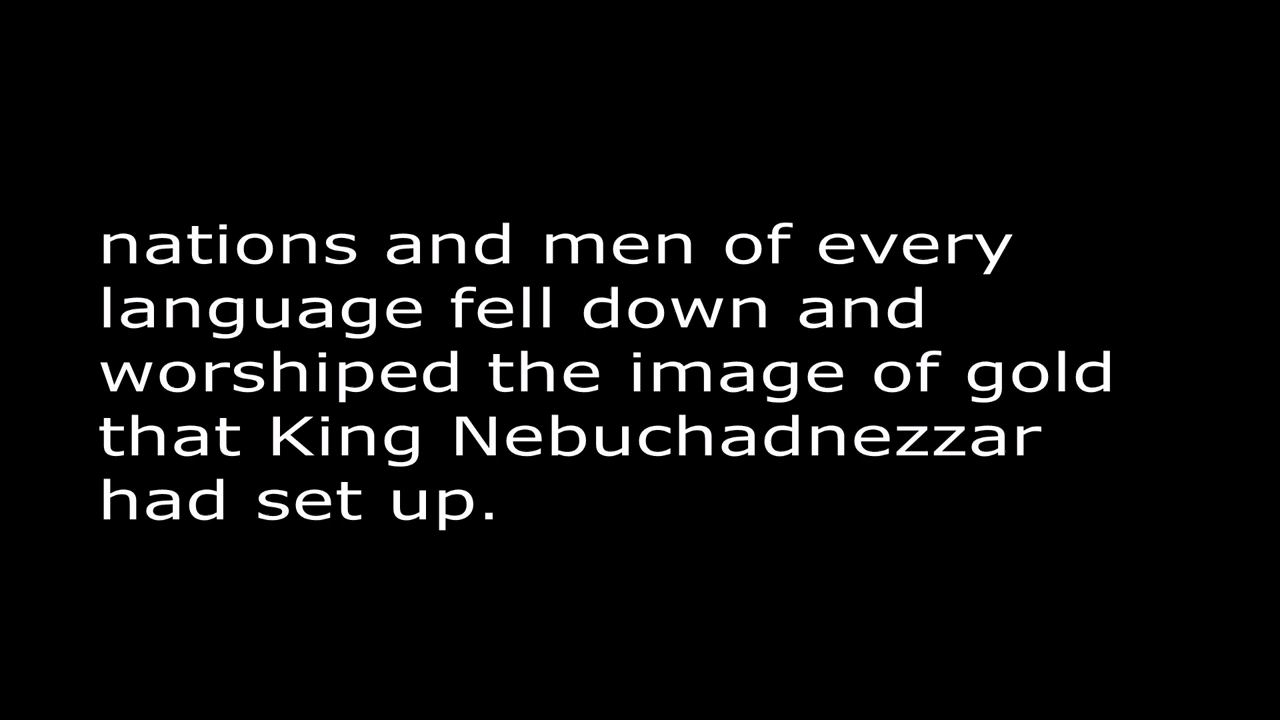 nations and men of every
language fell down and
worshiped the image of gold
that King Nebuchadnezzar
had set up.